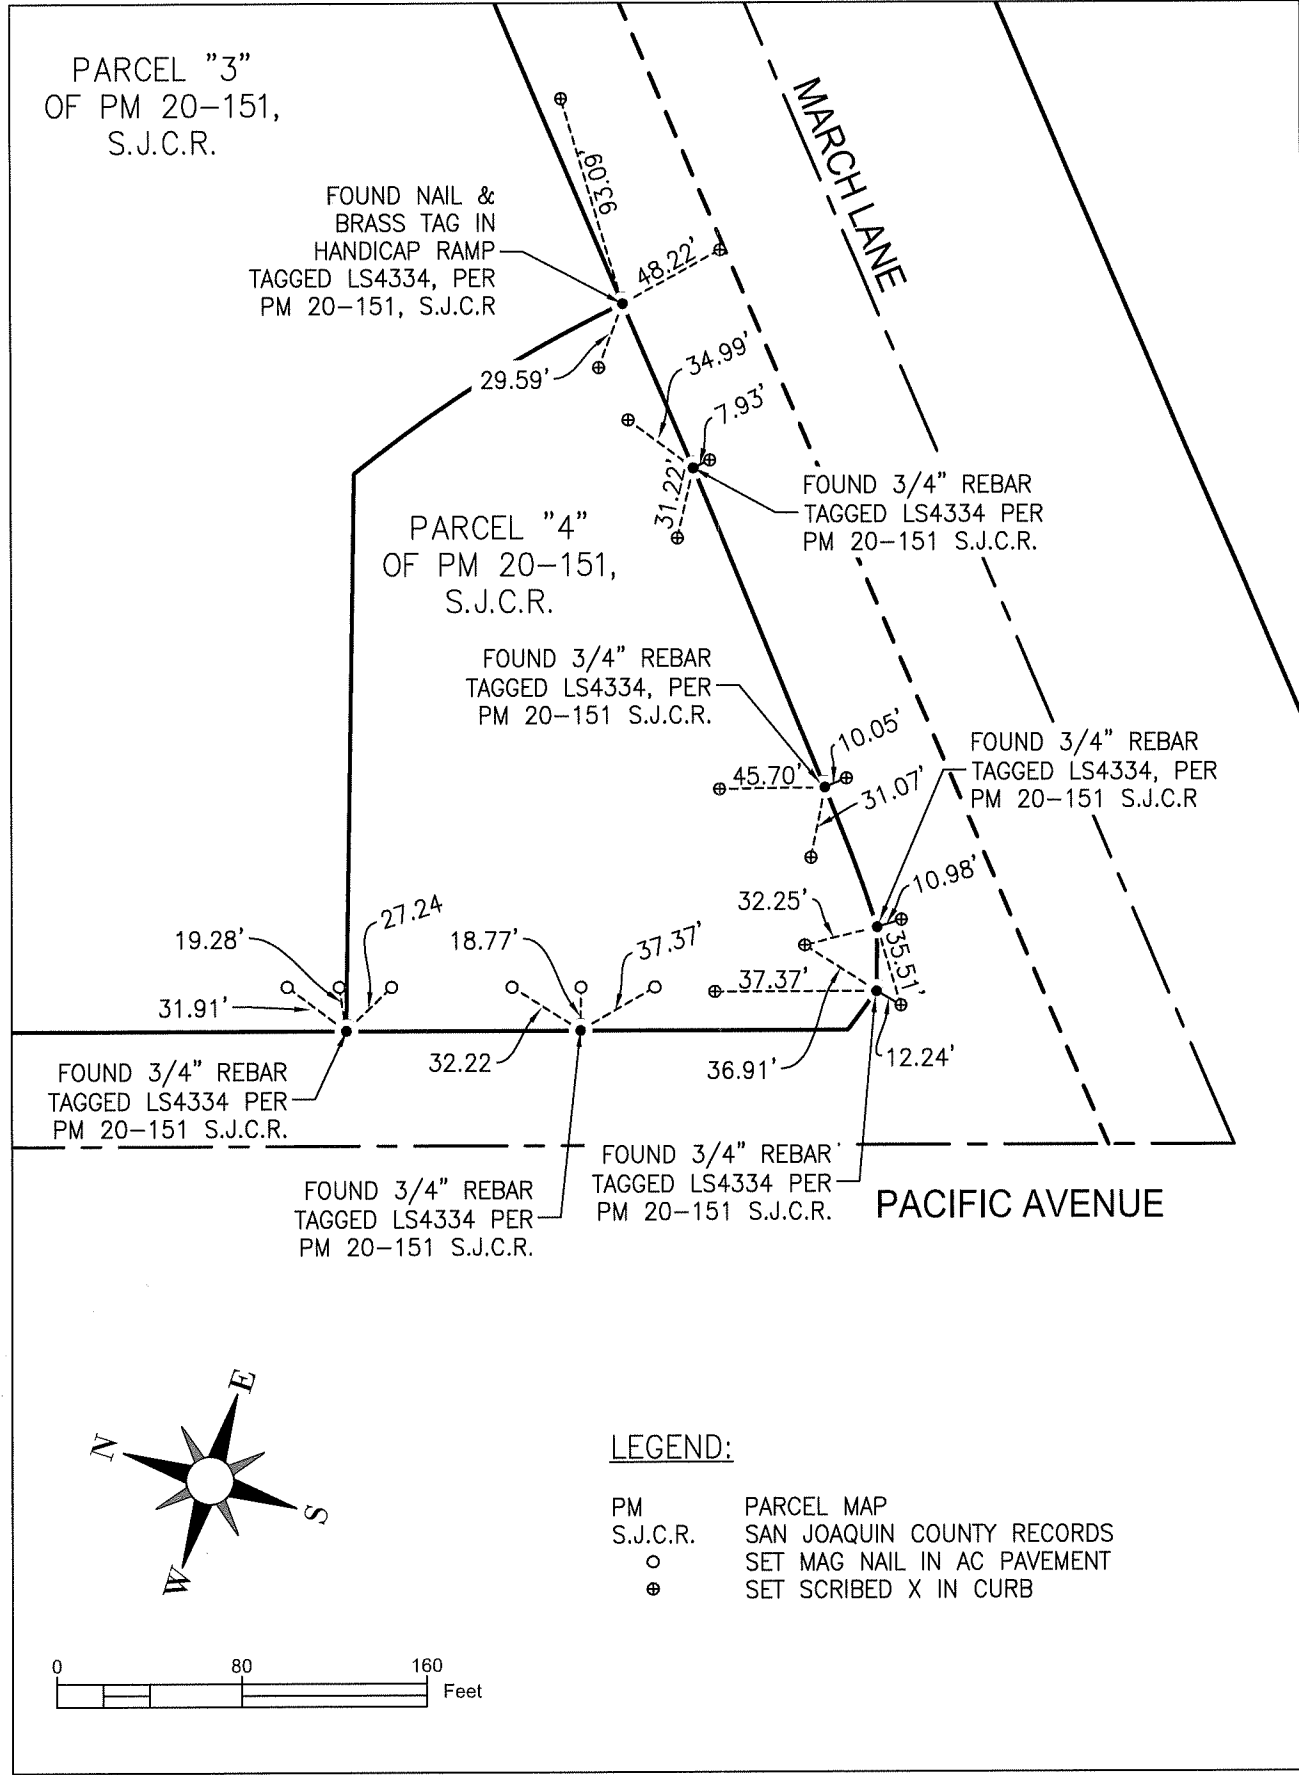 PARCEL "3"
OF PM 20-151,
S.J.C.R.
MARCH LANE
93.09'
FOUND NAIL &
BRASS TAG IN
HANDICAP RAMP
TAGGED LS4334, PER
PM 20-151, S.J.C.R
48.22'
29.59'
34.99'
7.93'
31.22'
FOUND 3/4" REBAR
TAGGED LS4334 PER
PM 20-151 S.J.C.R.
PARCEL "4"
OF PM 20-151,
S.J.C.R.
FOUND 3/4" REBAR
TAGGED LS4334, PER
PM 20-151 S.J.C.R.
10.05'
45.70'
31.07'
FOUND 3/4" REBAR
TAGGED LS4334, PER
PM 20-151 S.J.C.R
10.98'
32.25'
35.51'
37.37'
36.91'
12.24'
19.28'
27.24
31.91'
18.77'
37.37'
32.22
FOUND 3/4" REBAR
TAGGED LS4334 PER
PM 20-151 S.J.C.R.
FOUND 3/4" REBAR
TAGGED LS4334 PER
PM 20-151 S.J.C.R.
FOUND 3/4" REBAR
TAGGED LS4334 PER
PM 20-151 S.J.C.R.
PACIFIC AVENUE
E
N
S
W
LEGEND:
PM PARCEL MAP
S.J.C.R. SAN JOAQUIN COUNTY RECORDS
SET MAG NAIL IN AC PAVEMENT
SET SCRIBED X IN CURB
0 80 160
Feet